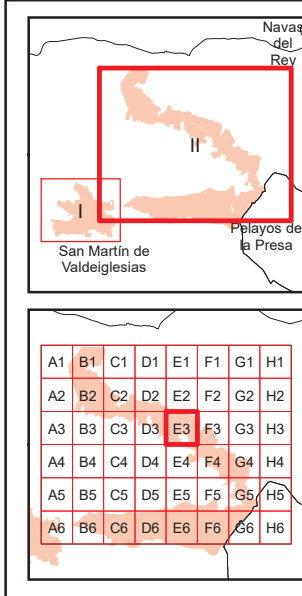 Navas
del
Rey
II
I
Pelayos de
la Presa
San Martín de
Valdeiglesias
A1 B1 C1 D1 E1 F1 G1 H1
A2 B2 C2 D2 E2 F2 G2 H2
A3 B3 C3 D3 E3 F3 G3 H3
A4 B4 C4 D4 E4 F4 G4 H4
A5 B5 C5 D5 E5 F5 G5 H5
A6 B6 C6 D6 E6 F6 G6 H6